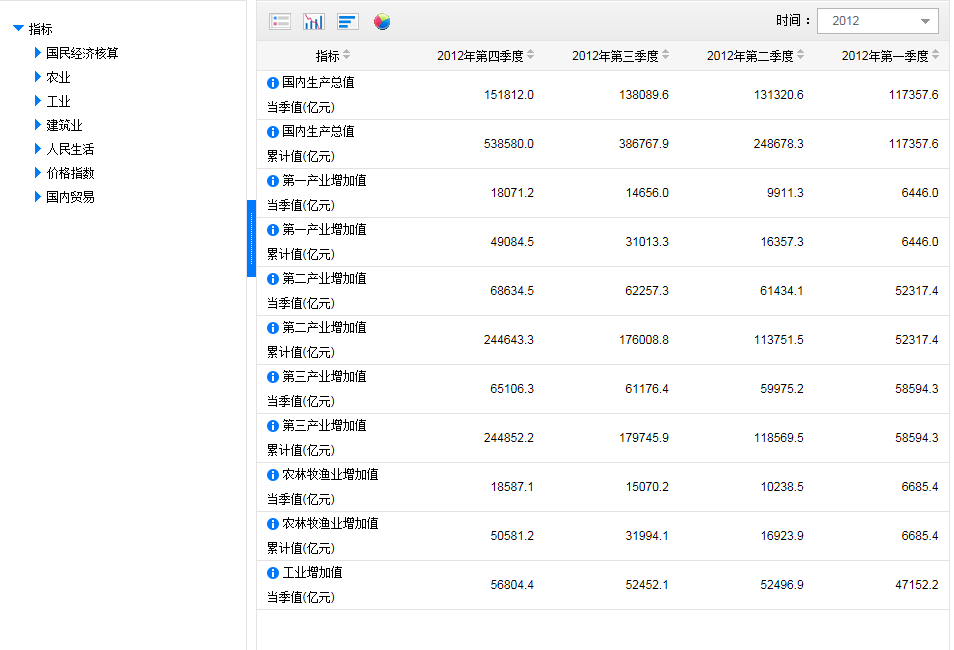 指标
国民经济核算
农业
工业
建筑业
人民生活
价格指数
国内贸易
时间： 2012
指标 2012年第四季度 2012年第三季度 2012年第二季度 2012年第一季度
国内生产总值
当季值(亿元) 151812.0 138089.6 131320.6 117357.6
国内生产总值
累计值(亿元) 538580.0 386767.9 248678.3 117357.6
第一产业增加值
当季值(亿元) 18071.2 14656.0 9911.3 6446.0
第一产业增加值
累计值(亿元) 49084.5 31013.3 16357.3 6446.0
第二产业增加值
当季值(亿元) 68634.5 62257.3 61434.1 52317.4
第二产业增加值
累计值(亿元) 244643.3 176008.8 113751.5 52317.4
第三产业增加值
当季值(亿元) 65106.3 61176.4 59975.2 58594.3
第三产业增加值
累计值(亿元) 244852.2 179745.9 118569.5 58594.3
农林牧渔业增加值
当季值(亿元) 18587.1 15070.2 10238.5 6685.4
农林牧渔业增加值
累计值(亿元) 50581.2 31994.1 16923.9 6685.4
工业增加值
当季值(亿元) 56804.4 52452.1 52496.9 47152.2